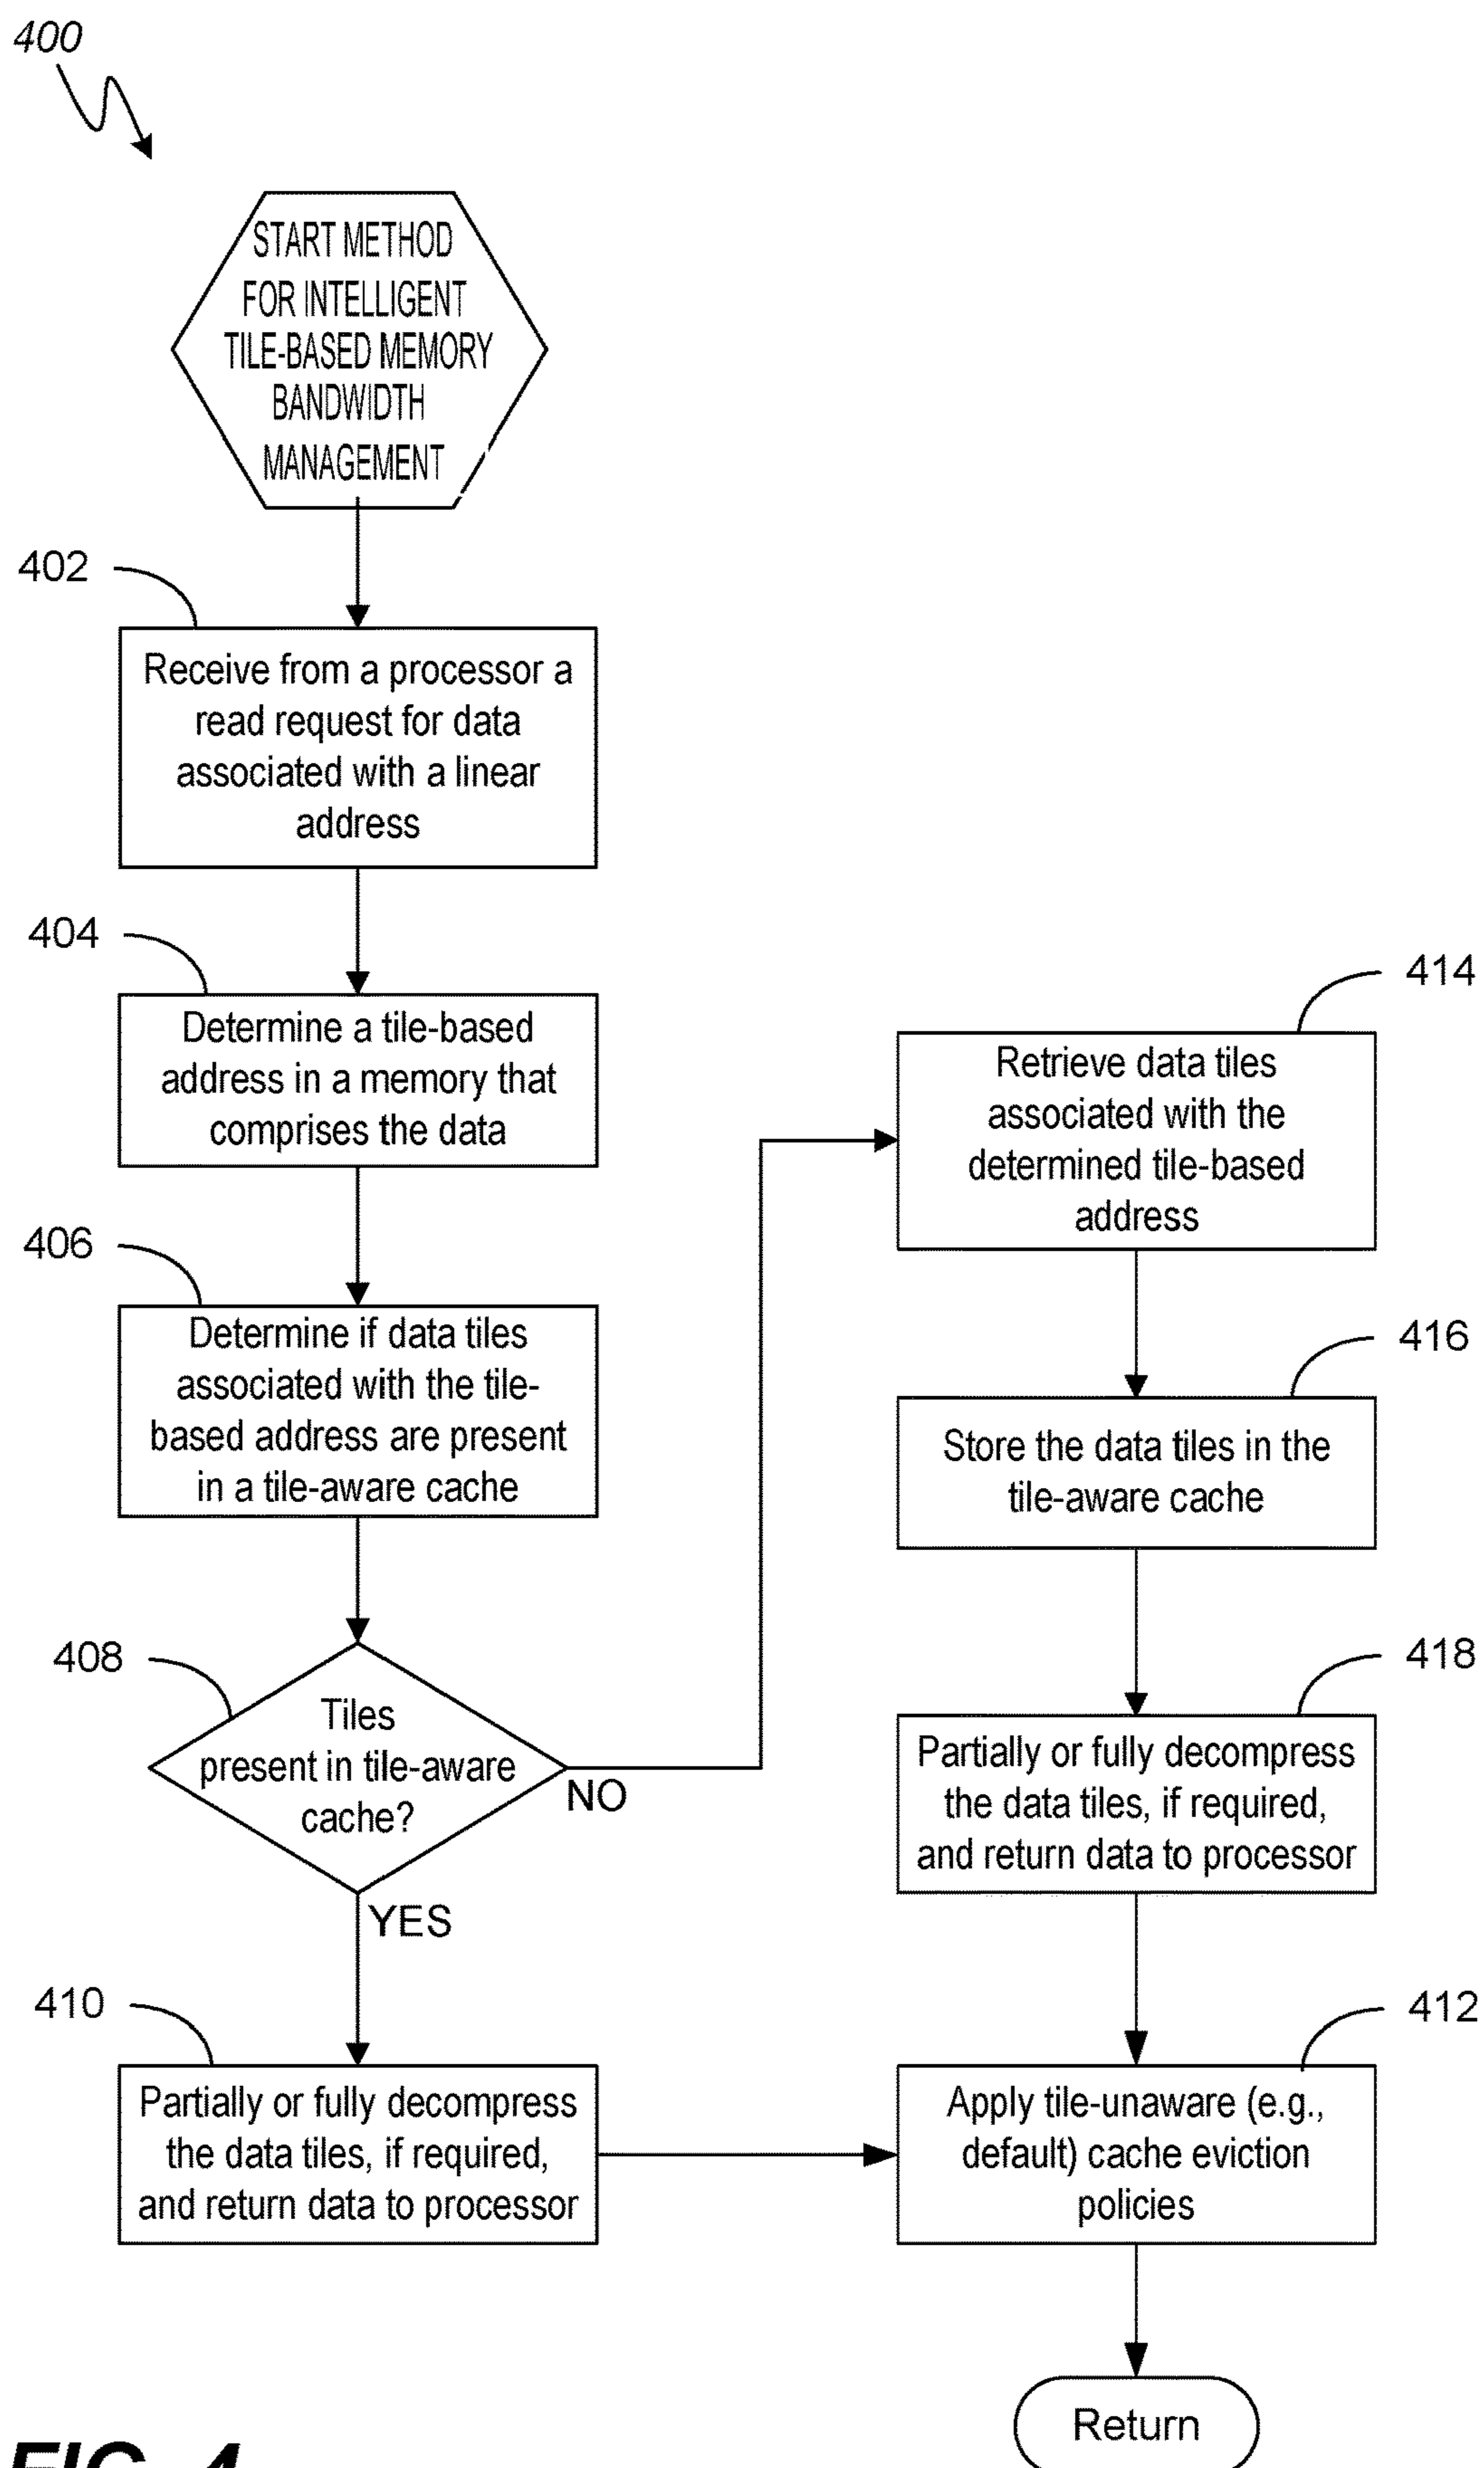 400
START METHOD
FOR INTELLIGENT
TILE-BASED MEMORY
BANDWIDTH
MANAGEMENT
402
Receive from a processor a
read request for data
associated with a linear
address
404
Determine a tile-based
address in a memory that
comprises the data
406
Determine if data tiles
associated with the tile-
based address are present
in a tile-aware cache
408
Tiles
present in tile-aware
cache?
NO
YES
410
Partially or fully decompress
the data tiles, if required,
and return data to processor
414
Retrieve data tiles
associated with the
determined tile-based
address
416
Store the data tiles in the
tile-aware cache
418
Partially or fully decompress
the data tiles, if required,
and return data to processor
412
Apply tile-unaware (e.g.,
default) cache eviction
policies
Return
FIG. 4